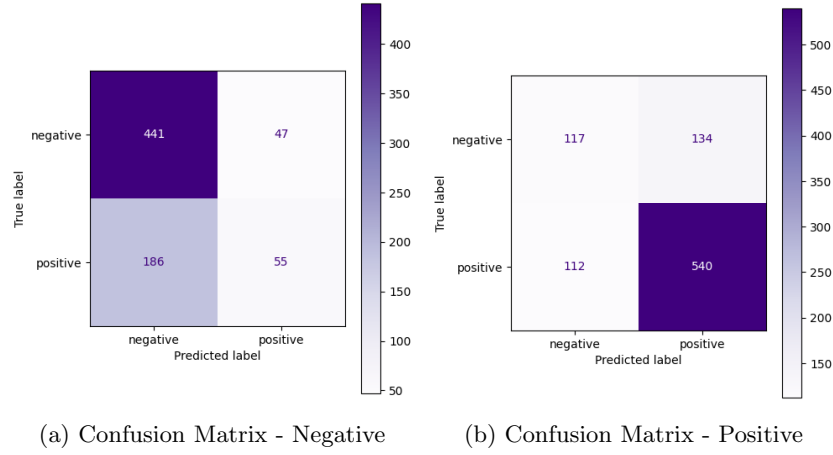 400
350
300
250
200
150
100
50
negative
positive
True label
441
47
186
55
negative
positive
Predicted label
(a) Confusion Matrix - Negative
500
450
400
350
300
250
200
150
negative
positive
True label
117
134
112
540
negative
positive
Predicted label
(b) Confusion Matrix - Positive